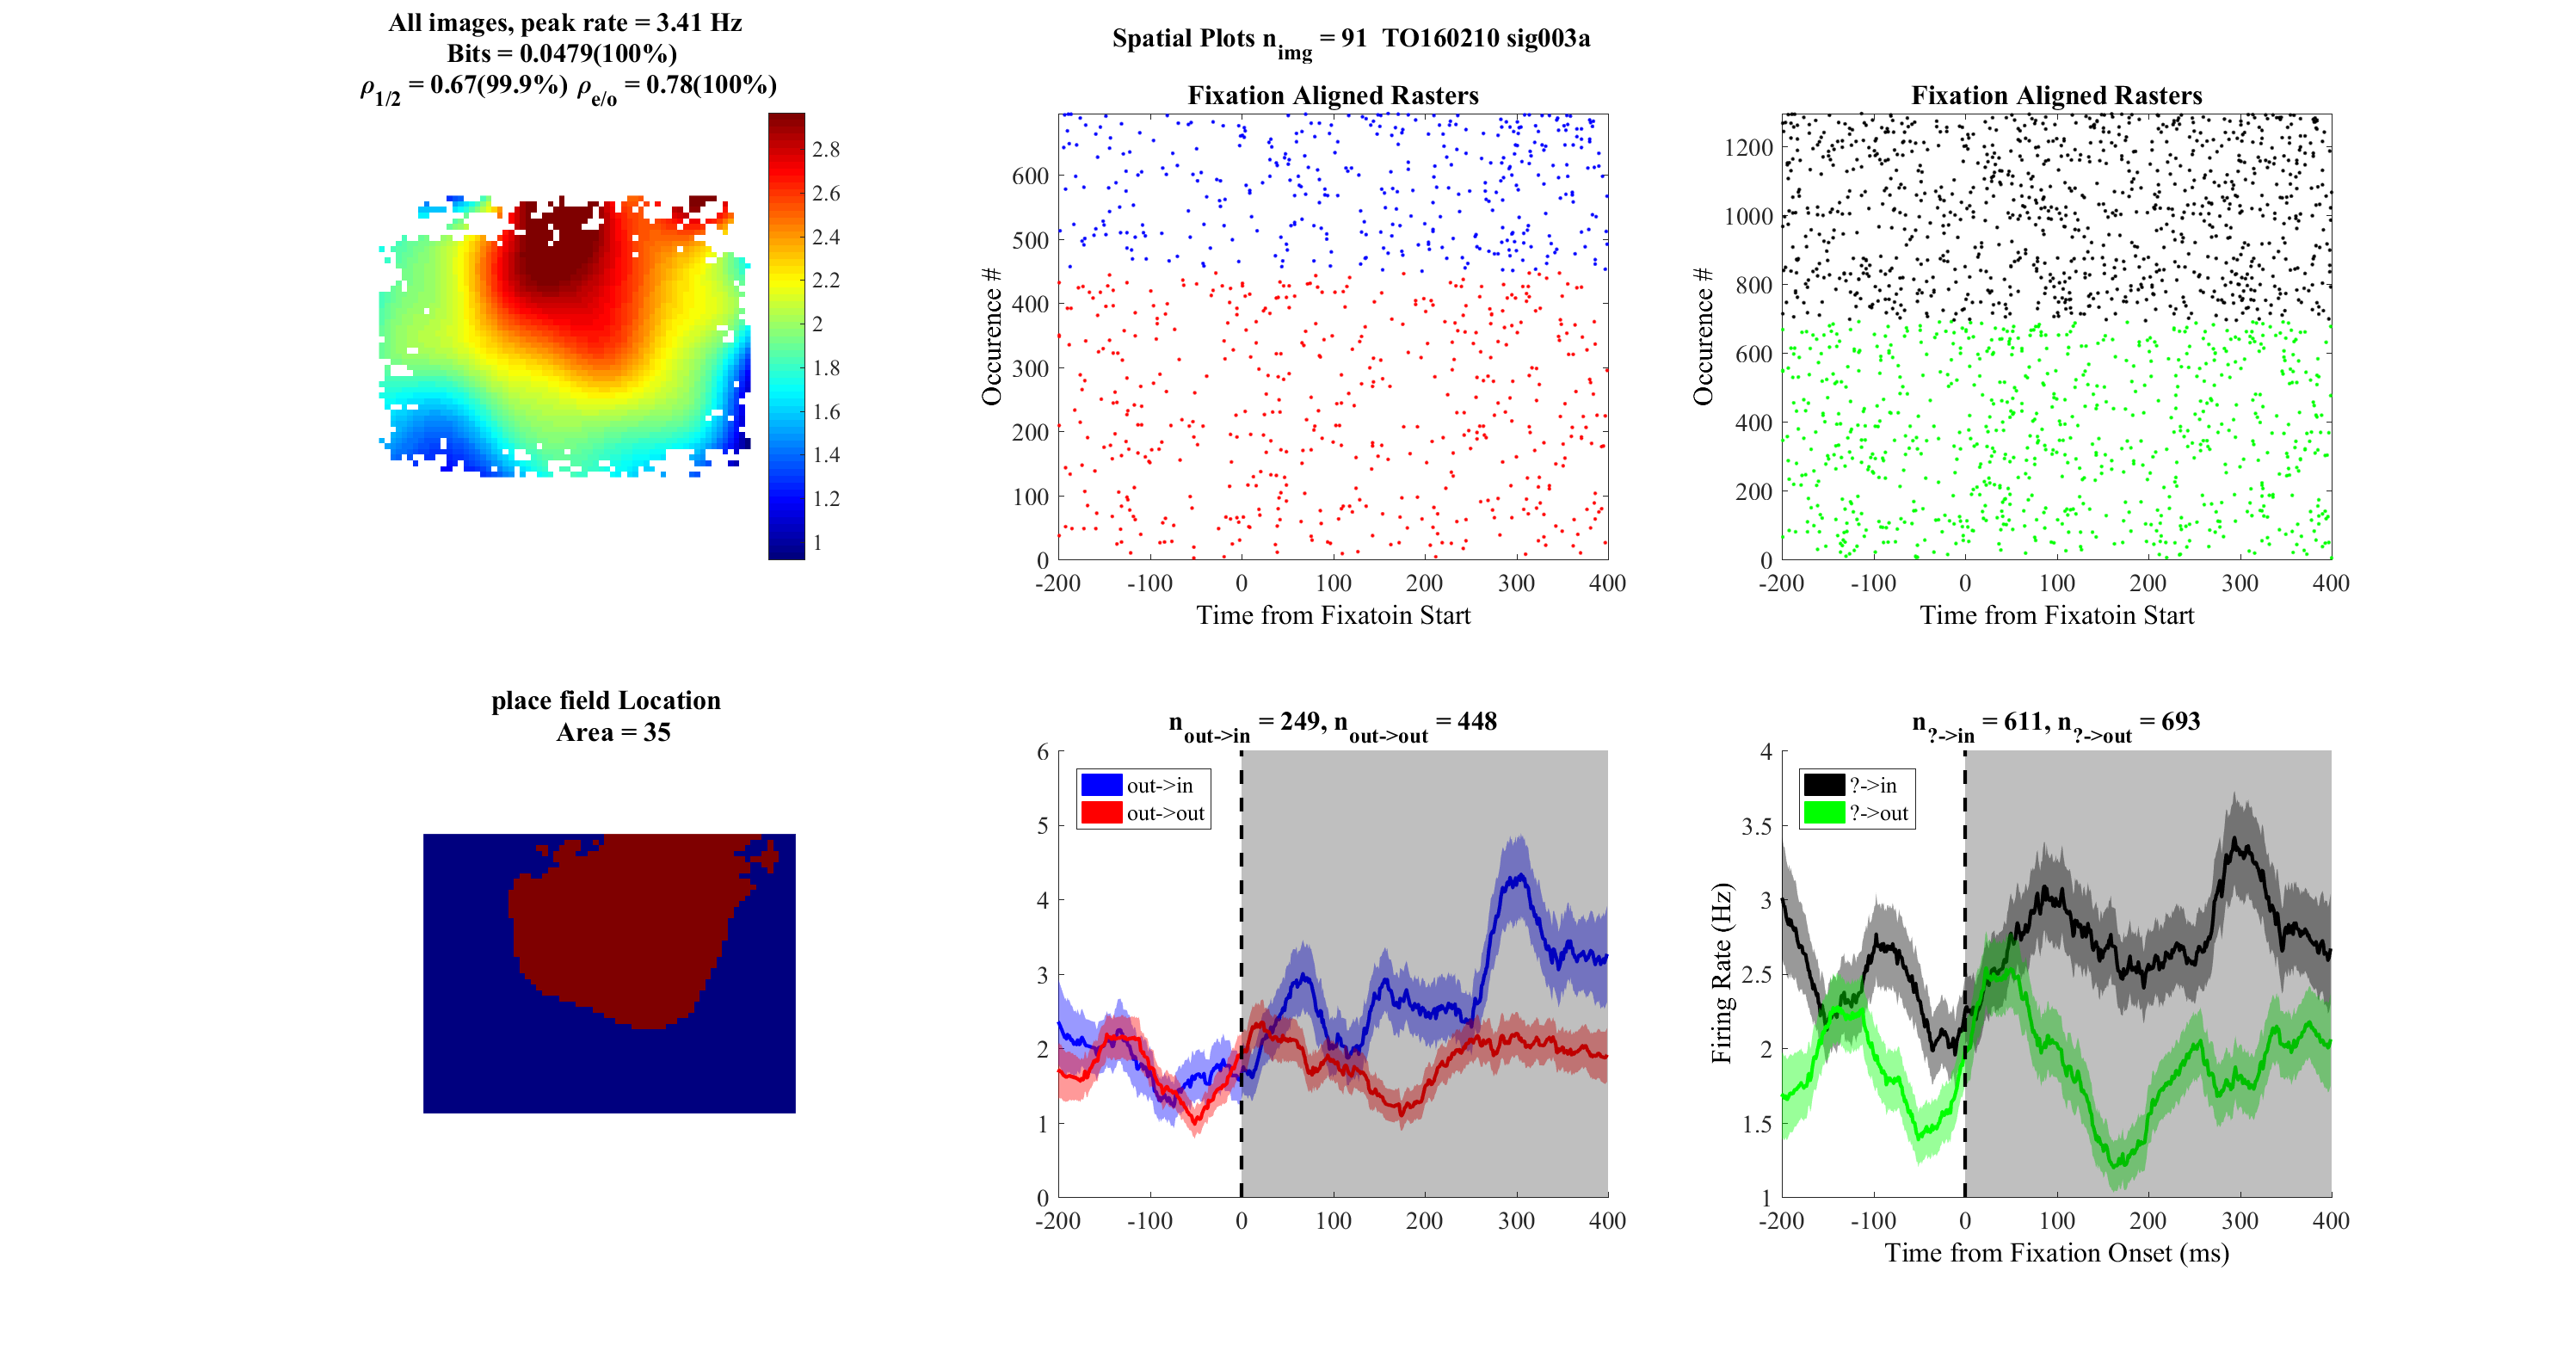 All images, peak rate = 3.41 Hz
Bits = 0.0479(100%)
ρ1/2 = 0.67(99.9%) ρe/o = 0.78(100%)
2.8
2.6
2.4
2.2
2
1.8
1.6
1.4
1.2
1
Spatial Plots nimg = 91 TO160210 sig003a
Fixation Aligned Rasters
Occurence #
600
500
400
300
200
100
0
-200 -100 0 100 200 300 400
Time from Fixatoin Start
Fixation Aligned Rasters
Occurence #
1200
1000
800
600
400
200
0
-200 -100 0 100 200 300 400
Time from Fixatoin Start
place field Location
Area = 35
nout->in = 249, nout->out = 448
6
5
4
3
2
1
0
out->in
out->out
-200 -100 0 100 200 300 400
n?->in = 611, n?->out = 693
Firing Rate (Hz)
4
3.5
3
2.5
2
1.5
1
?->in
?->out
-200 -100 0 100 200 300 400
Time from Fixation Onset (ms)